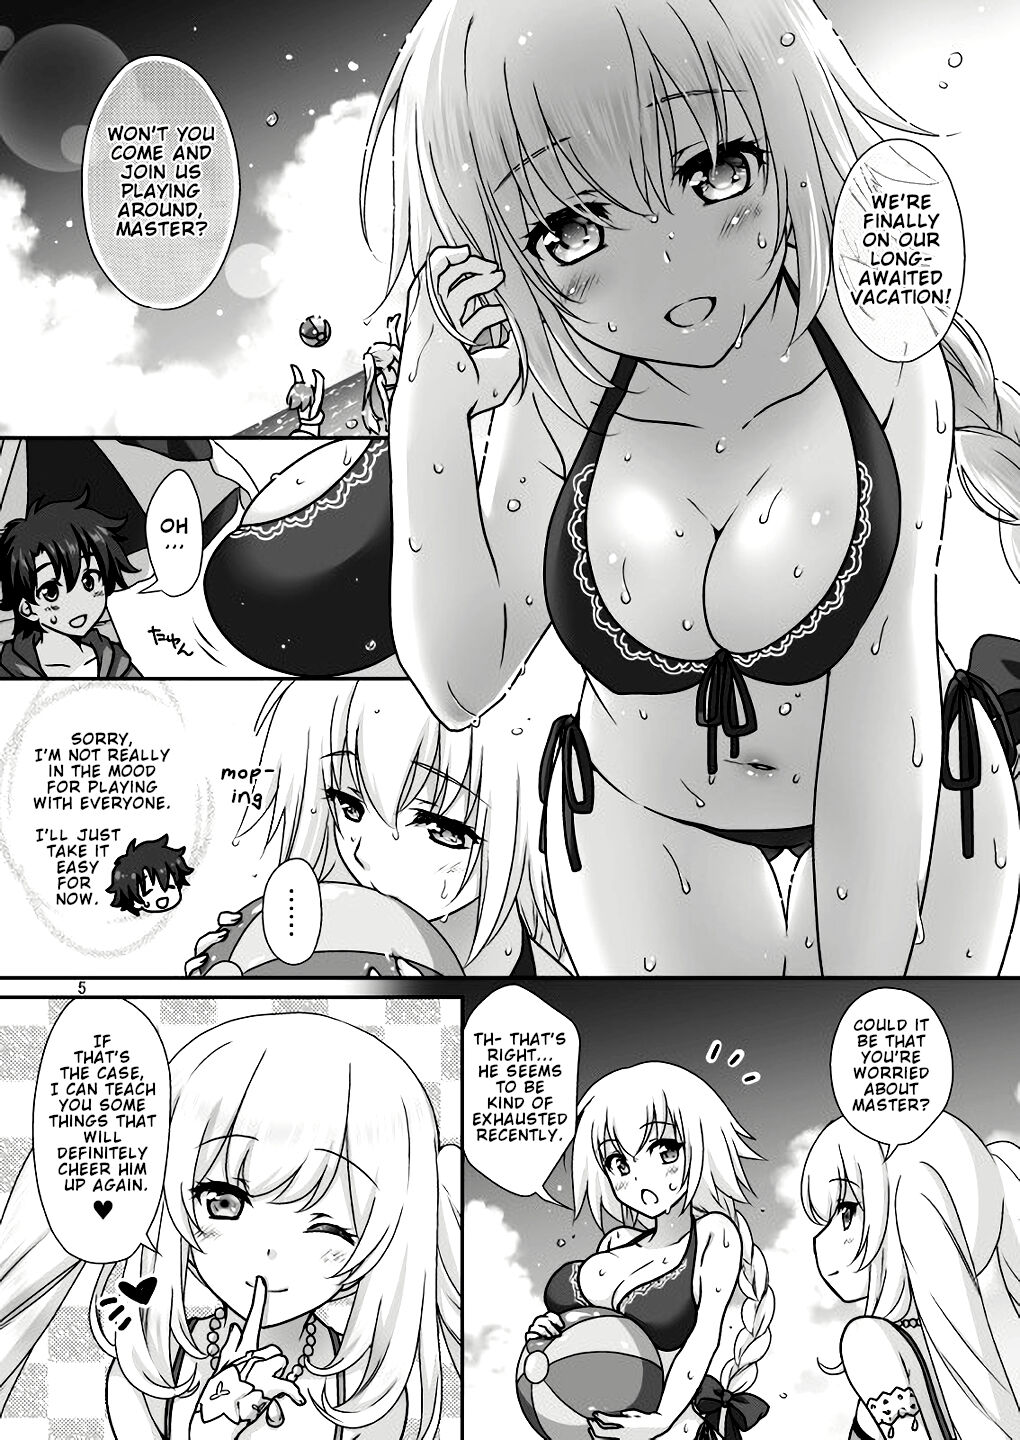 WE'RE
FINALLY
ON OUR
LONG-
AWAITED
VACATION!
WON'T YOU
COME AND
JOIN US
PLAYING
AROUND,
MASTER?
OH
...
たゆん
SORRY,
I'M NOT REALLY
IN THE MOOD
FOR PLAYING
WITH EVERYONE.
I'LL JUST
TAKE IT
EASY
FOR
NOW.
mop-
ing
......
5
COULD IT
BE THAT
YOU'RE
WORRIED
ABOUT
MASTER?
TH- THAT'S
RIGHT...
HE SEEMS
TO BE
KIND OF
EXHAUSTED
RECENTLY.
IF
THAT'S
THE CASE,
I CAN TEACH
YOU SOME
THINGS THAT
WILL
DEFINITELY
CHEER HIM
UP AGAIN.
♥